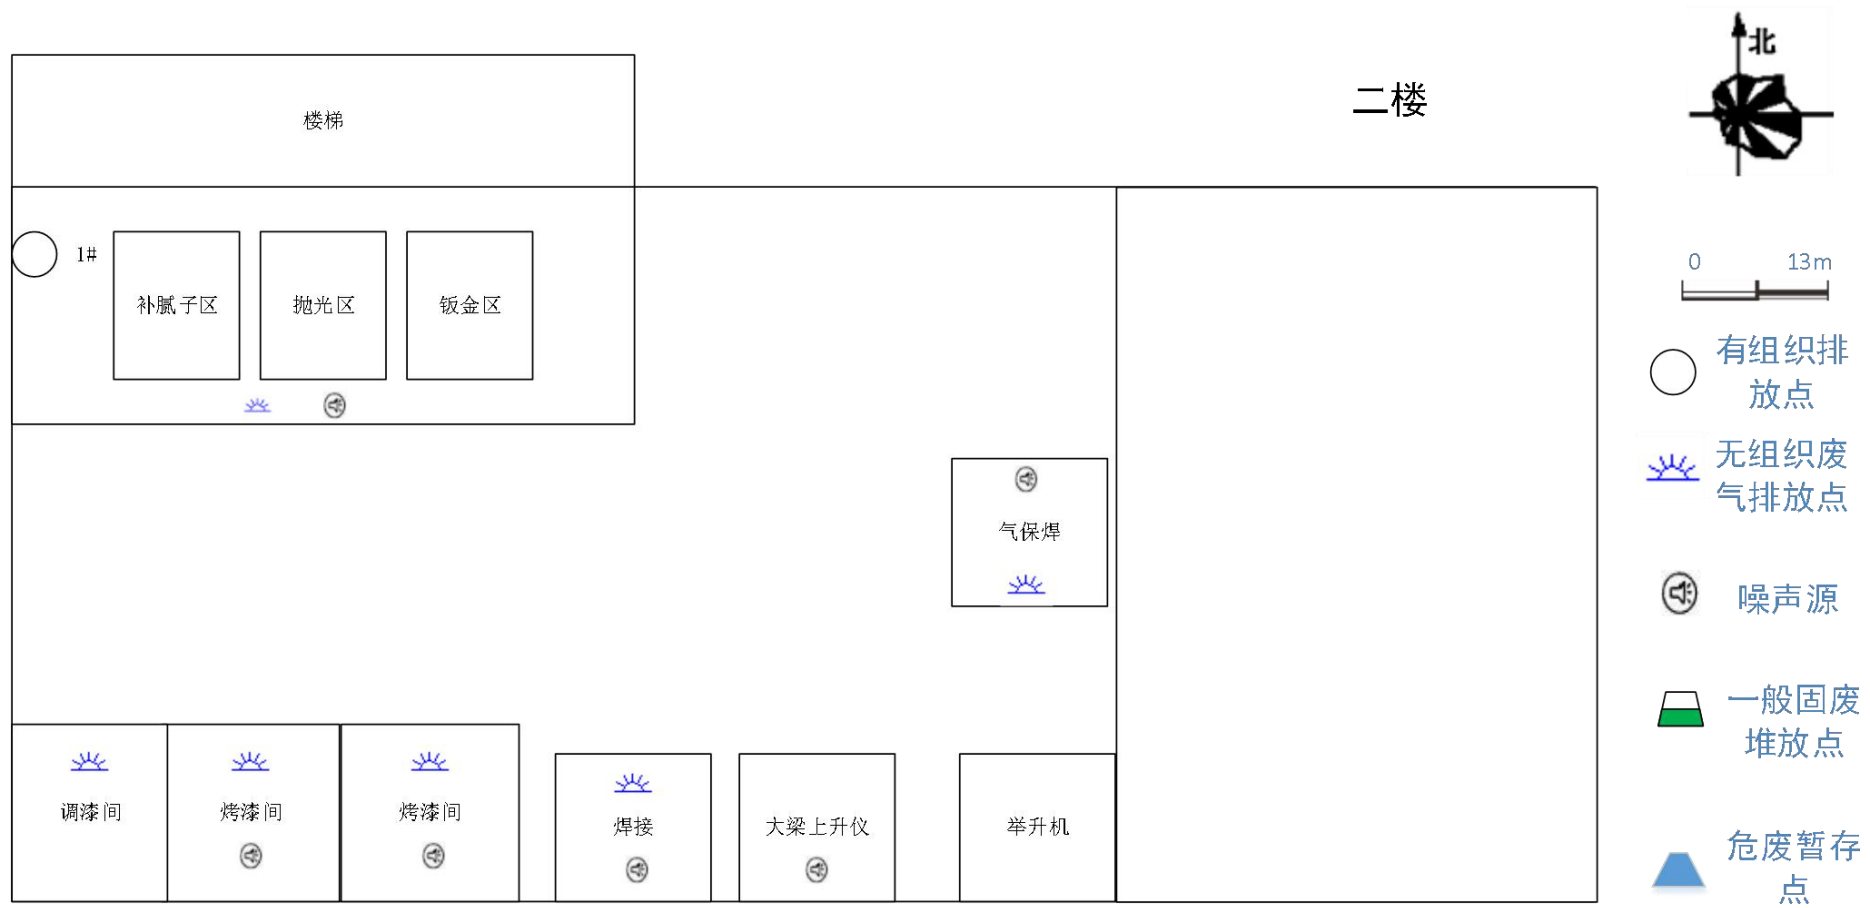 北
二楼
楼梯
1#
补腻子区
抛光区
钣金区
0
13m
有组织排
放点
无组织废
气排放点
气保焊
噪声源
一般固废
堆放点
调漆间
烤漆间
烤漆间
焊接
大梁上升仪
举升机
危废暂存
点